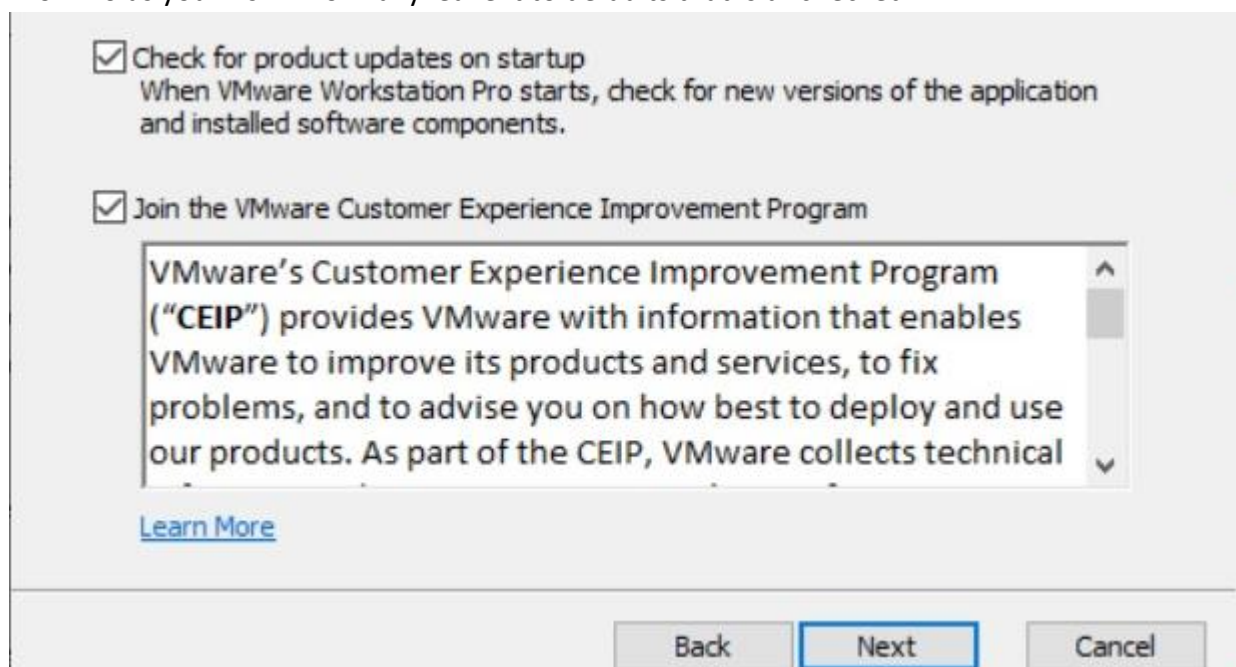 Check for product updates on startup
When VMware Workstation Pro starts, check for new versions of the application
and installed software components.
Join the VMware Customer Experience Improvement Program
VMware's Customer Experience Improvement Program
(“CEIP”) provides VMware with information that enables
VMware to improve its products and services, to fix
problems, and to advise you on how best to deploy and use
our products. As part of the CEIP, VMware collects technical
Learn More
Back Next Cancel